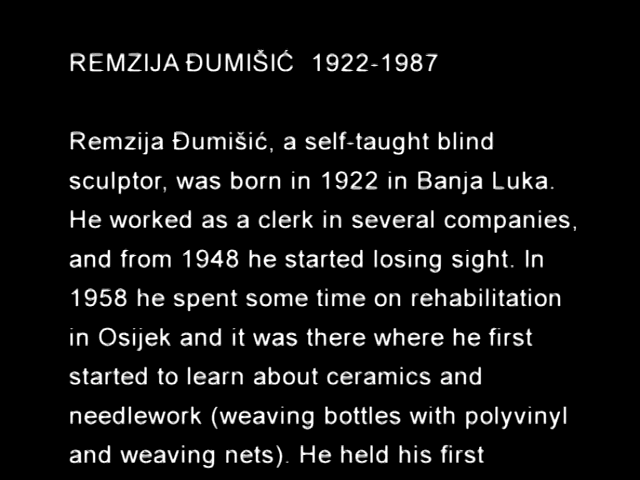 REMZIJA ĐUMIŠIĆ 1922-1987
Remzija Đumišić, a self-taught blind
sculptor, was born in 1922 in Banja Luka.
He worked as a clerk in several companies,
and from 1948 he started losing sight. In
1958 he spent some time on rehabilitation
in Osijek and it was there where he first
started to learn about ceramics and
needlework (weaving bottles with polyvinyl
and weaving nets). He held his first